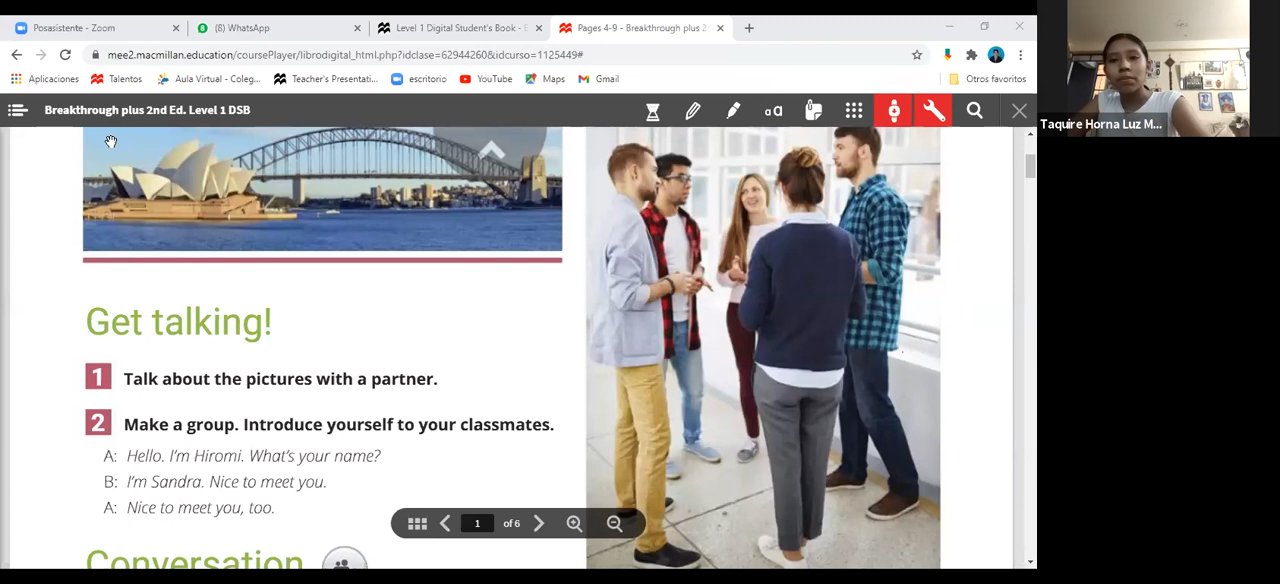 Posasistente - Zoom
(8) WhatsApp
Level 1 Digital Student's Book - E
Pages 4-9 - Breakthrough plus 2
mee2.macmillan.education/coursePlayer/librodigital_html.php?idclase=62944260&idcurso=1125449#
Aplicaciones
Talentos
Aula Virtual - Coleg...
Teacher's Presentati...
escritorio
YouTube
Maps
Gmail
Otros favoritos
Breakthrough plus 2nd Ed. Level 1 DSB
aа
Taquire Horna Luz M...
Get talking!
1 Talk about the pictures with a partner.
2 Make a group. Introduce yourself to your classmates.
A: Hello. I'm Hiromi. What's your name?
B: I'm Sandra. Nice to meet you.
A: Nice to meet you, too.
1 of 6
Conversation